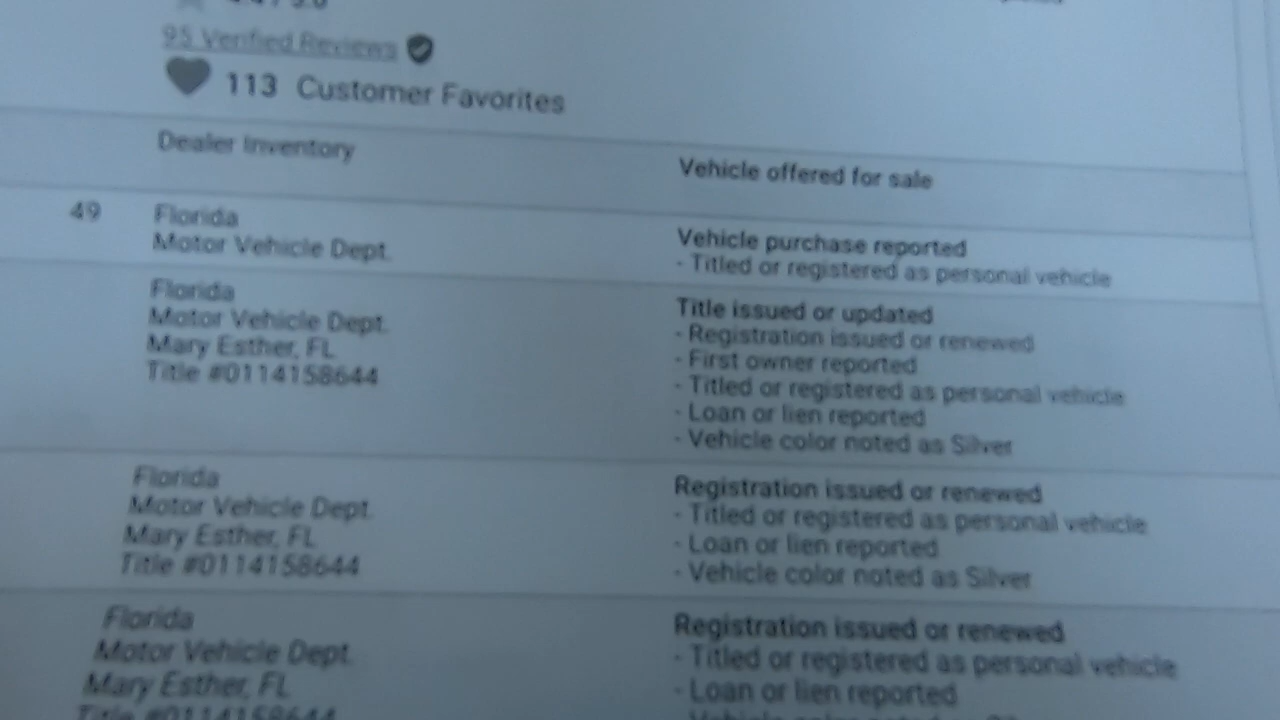 95 Verified Reviews
113 Customer Favorites
Dealer Inventory
Vehicle offered for sale
49
Florida
Motor Vehicle Dept.
Vehicle purchase reported
- Titled or registered as personal vehicle
Florida
Motor Vehicle Dept.
Mary Esther, FL
Title #0114158644
Title issued or updated
- Registration issued or renewed
- First owner reported
- Titled or registered as personal vehicle
- Loan or lien reported
- Vehicle color noted as Silver
Florida
Motor Vehicle Dept.
Mary Esther, FL
Title #0114158644
Registration issued or renewed
- Titled or registered as personal vehicle
- Loan or lien reported
- Vehicle color noted as Silver
Florida
Motor Vehicle Dept.
Mary Esther, FL
Title #0114158644
Registration issued or renewed
- Titled or registered as personal vehicle
- Loan or lien reported